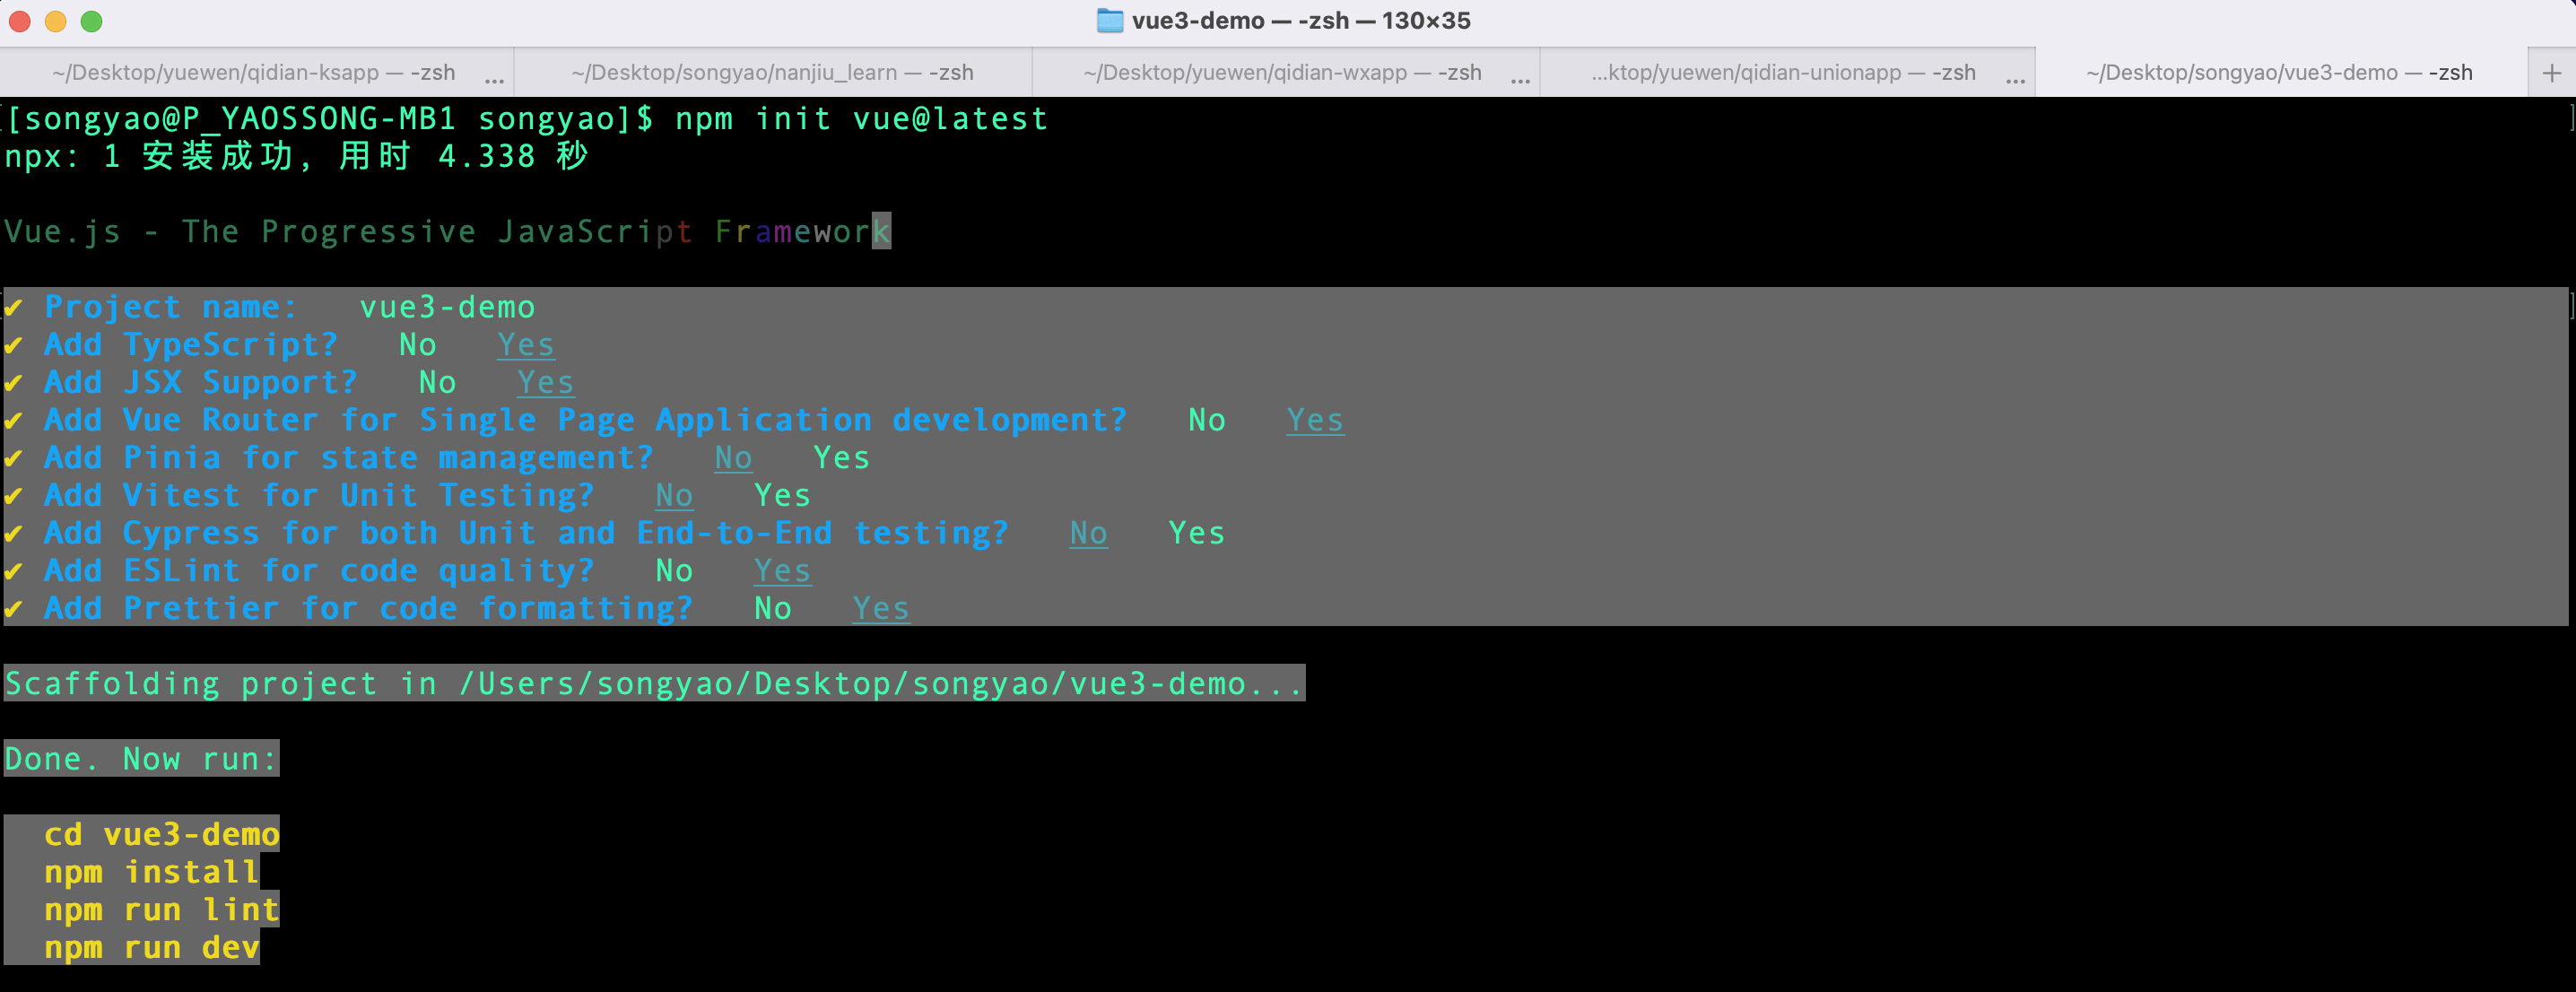 vue3-demo — -zsh — 130×35
~/Desktop/yuewen/qidian-ksapp — -zsh ... ~/Desktop/songyao/nanjiu_learn — -zsh ~/Desktop/yuewen/qidian-wxapp — -zsh ... ...ktop/yuewen/qidian-unionapp — -zsh ... ~/Desktop/songyao/vue3-demo — -zsh +
[[songyao@P_YAOSSONG-MB1 songyao]$ npm init vue@latest ]
npx: 1 安装成功, 用时 4.338 秒
Vue.js - The Progressive JavaScript Framework
✔ Project name: vue3-demo ]
✔ Add TypeScript? No Yes
✔ Add JSX Support? No Yes
✔ Add Vue Router for Single Page Application development? No Yes
✔ Add Pinia for state management? No Yes
✔ Add Vitest for Unit Testing? No Yes
✔ Add Cypress for both Unit and End-to-End testing? No Yes
✔ Add ESLint for code quality? No Yes
✔ Add Prettier for code formatting? No Yes
Scaffolding project in /Users/songyao/Desktop/songyao/vue3-demo...
Done. Now run:
cd vue3-demo
npm install
npm run lint
npm run dev